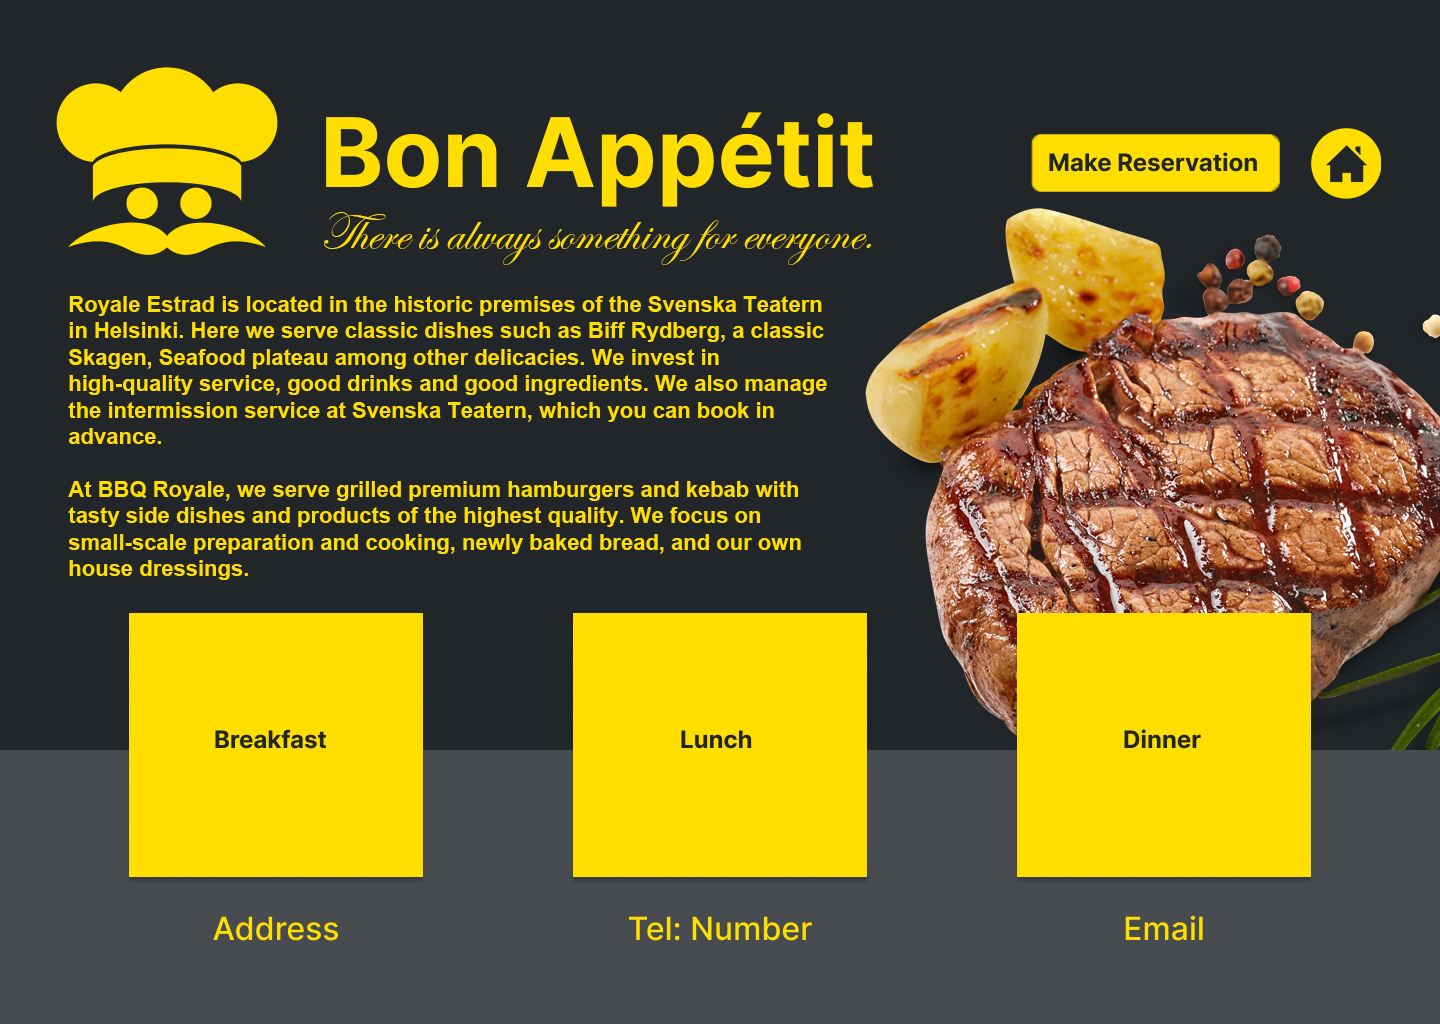 Bon Appétit
There is always something for everyone.
Make Reservation
Royale Estrad is located in the historic premises of the Svenska Teatern
in Helsinki. Here we serve classic dishes such as Biff Rydberg, a classic
Skagen, Seafood plateau among other delicacies. We invest in
high-quality service, good drinks and good ingredients. We also manage
the intermission service at Svenska Teatern, which you can book in
advance.
At BBQ Royale, we serve grilled premium hamburgers and kebab with
tasty side dishes and products of the highest quality. We focus on
small-scale preparation and cooking, newly baked bread, and our own
house dressings.
Breakfast
Lunch
Dinner
Address
Tel: Number
Email